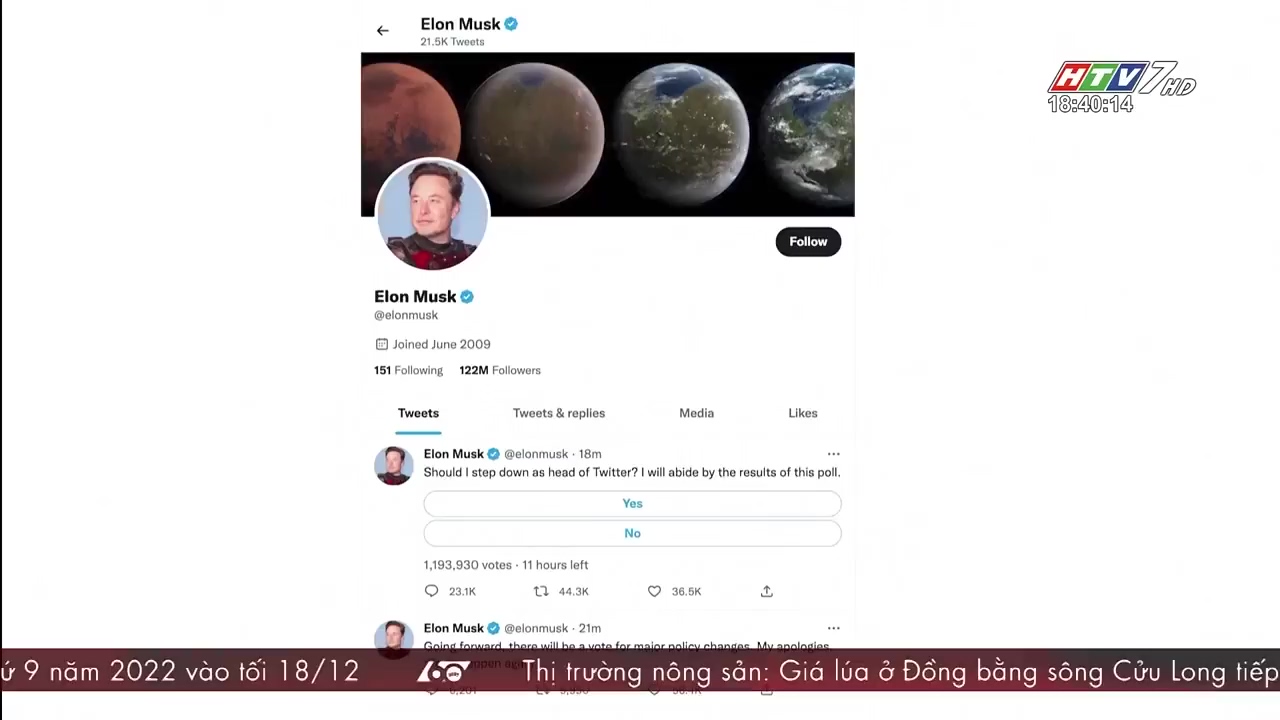 Elon Musk
21.5K Tweets
HTV7 HD
18:40:14
Follow
Elon Musk
@elonmusk
Joined June 2009
151 Following 122M Followers
Tweets Tweets & replies Media Likes
Elon Musk @elonmusk · 18m
Should I step down as head of Twitter? I will abide by the results of this poll.
Yes
No
1,193,930 votes · 11 hours left
23.1K 44.3K 36.5K
Elon Musk @elonmusk · 21m
Going forward, there will be a vote for major policy changes. My apologies.
ứ 9 năm 2022 vào tối 18/12 60 Thị trường nông sản: Giá lúa ở Đồng bằng sông Cửu Long tiếp